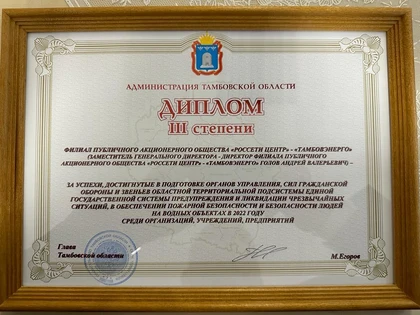 АДМИНИСТРАЦИЯ ТАМБОВСКОЙ ОБЛАСТИ
ДИПЛОМ
III степени
ФИЛИАЛ ПУБЛИЧНОГО АКЦИОНЕРНОГО ОБЩЕСТВА «РОССЕТИ ЦЕНТР» - «ТАМБОВЭНЕРГО»
(ЗАМЕСТИТЕЛЬ ГЕНЕРАЛЬНОГО ДИРЕКТОРА - ДИРЕКТОР ФИЛИАЛА ПУБЛИЧНОГО
АКЦИОНЕРНОГО ОБЩЕСТВА «РОССЕТИ ЦЕНТР» - «ТАМБОВЭНЕРГО» ГОЛОВ АНДРЕЙ ВАЛЕРЬЕВИЧ) –
ЗА УСПЕХИ, ДОСТИГНУТЫЕ В ПОДГОТОВКЕ ОРГАНОВ УПРАВЛЕНИЯ, СИЛ ГРАЖДАНСКОЙ
ОБОРОНЫ И ЗВЕНЬЕВ ОБЛАСТНОЙ ТЕРРИТОРИАЛЬНОЙ ПОДСИСТЕМЫ ЕДИНОЙ
ГОСУДАРСТВЕННОЙ СИСТЕМЫ ПРЕДУПРЕЖДЕНИЯ И ЛИКВИДАЦИИ ЧРЕЗВЫЧАЙНЫХ
СИТУАЦИЙ, В ОБЕСПЕЧЕНИИ ПОЖАРНОЙ БЕЗОПАСНОСТИ И БЕЗОПАСНОСТИ ЛЮДЕЙ
НА ВОДНЫХ ОБЪЕКТАХ В 2022 ГОДУ
СРЕДИ ОРГАНИЗАЦИЙ, УЧРЕЖДЕНИЙ, ПРЕДПРИЯТИЙ
Глава
Тамбовской области
М.Егоров